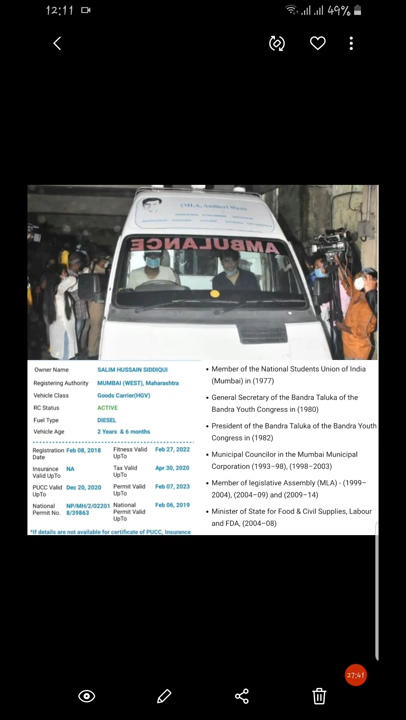 12:11
49%
(MLA, Andheri West)
AMBULANCE
Owner Name SALIM HUSSAIN SIDDIQUI
Registering Authority MUMBAI (WEST), Maharashtra
Vehicle Class Goods Carrier(HGV)
RC Status ACTIVE
Fuel Type DIESEL
Vehicle Age 2 Years & 6 months
Registration Date Feb 08, 2018 Fitness Valid UpTo Feb 27, 2022
Insurance Valid UpTo NA Tax Valid UpTo Apr 30, 2020
PUCC Valid UpTo Dec 20, 2020 Permit Valid UpTo Feb 07, 2023
National Permit No. NP/MH/2/022018/39863 National Permit Valid UpTo Feb 06, 2019
*If details are not available for certificate of PUCC, Insurence
• Member of the National Students Union of India
(Mumbai) in (1977)
• General Secretary of the Bandra Taluka of the
Bandra Youth Congress in (1980)
• President of the Bandra Taluka of the Bandra Youth
Congress in (1982)
• Municipal Councilor in the Mumbai Municipal
Corporation (1993–98), (1998–2003)
• Member of legislative Assembly (MLA) - (1999–
2004), (2004–09) and (2009–14)
• Minister of State for Food & Civil Supplies, Labour
and FDA, (2004–08)
27:41